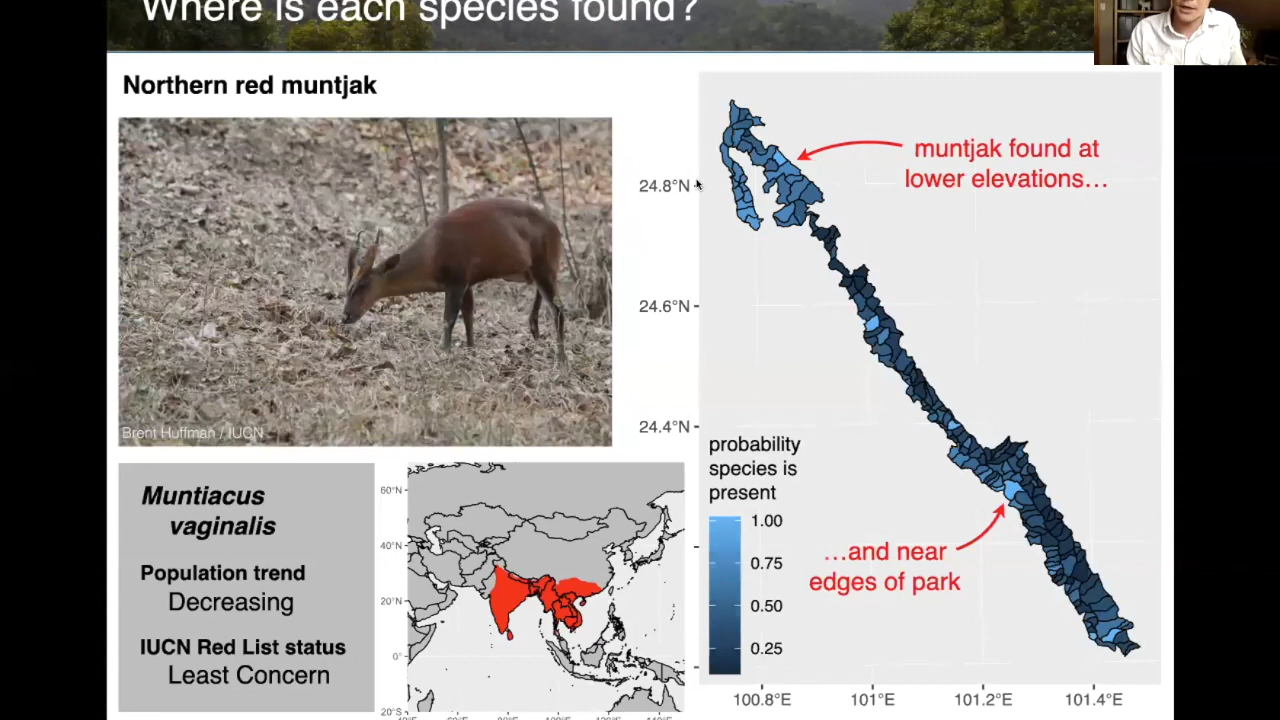 Where is each species found?
Northern red muntjak
Brent Huffman / IUCN
Muntiacus
vaginalis
Population trend
Decreasing
IUCN Red List status
Least Concern
60°N
40°N
20°N
0°
20°S
muntjak found at
lower elevations…
24.8°N
24.6°N
24.4°N
probability
species is
present
1.00
0.75
0.50
0.25
…and near
edges of park
100.8°E
101°E
101.2°E
101.4°E